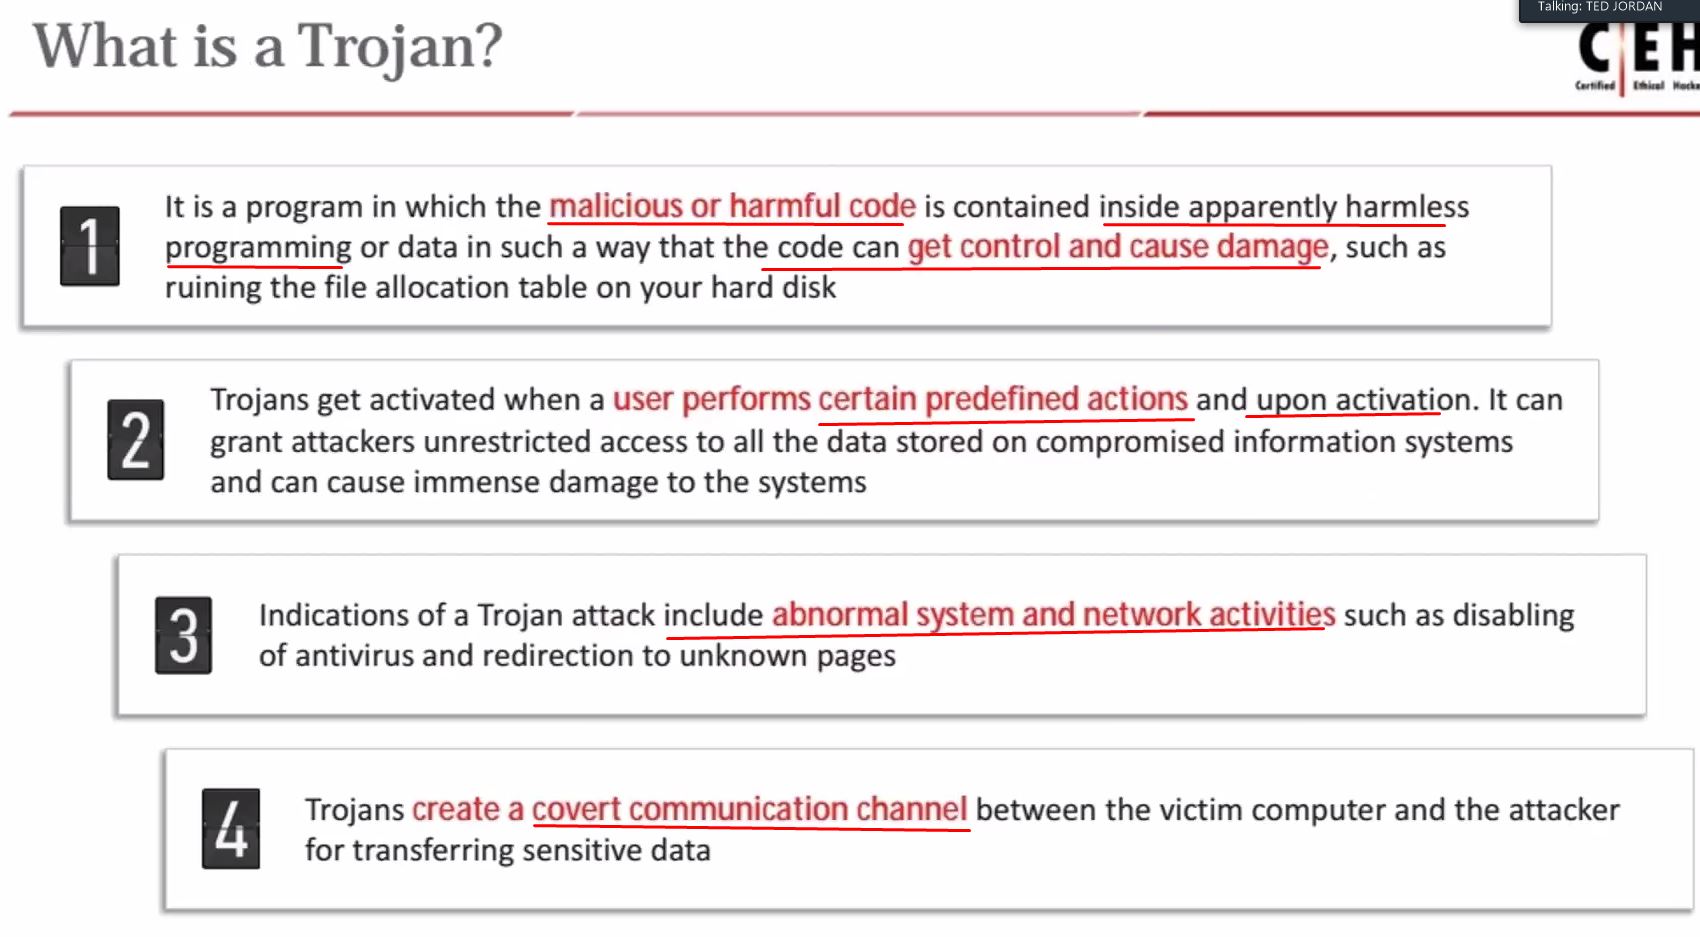 Talking: TED JORDAN
What is a Trojan?
C|EH
Certified Ethical
1
It is a program in which the malicious or harmful code is contained inside apparently harmless
programming or data in such a way that the code can get control and cause damage, such as
ruining the file allocation table on your hard disk
2
Trojans get activated when a user performs certain predefined actions and upon activation. It can
grant attackers unrestricted access to all the data stored on compromised information systems
and can cause immense damage to the systems
3
Indications of a Trojan attack include abnormal system and network activities such as disabling
of antivirus and redirection to unknown pages
4
Trojans create a covert communication channel between the victim computer and the attacker
for transferring sensitive data